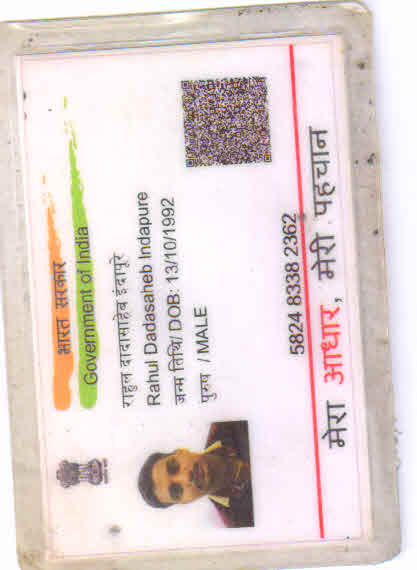 भारत सरकार
Government of India
राहुल दादासाहेब इंदापूरे
Rahul Dadasaheb Indapure
जन्म तिथि/ DOB: 13/10/1992
पुरुष / MALE
5824 8338 2362
मेरा आधार, मेरी पहचान